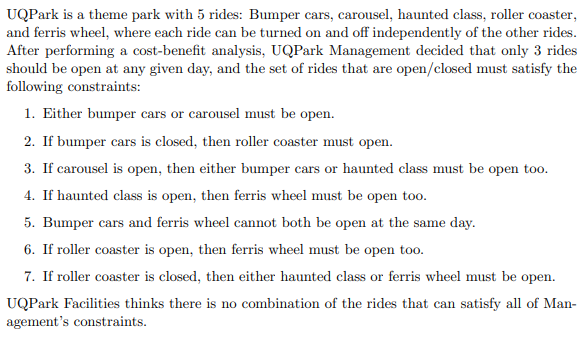 UQPark is a theme park with 5 rides: Bumper cars, carousel, haunted class, roller coaster,
and ferris wheel, where each ride can be turned on and off independently of the other rides.
After performing a cost-benefit analysis, UQPark Management decided that only 3 rides
should be open at any given day, and the set of rides that are open/closed must satisfy the
following constraints:
1. Either bumper cars or carousel must be open.
2. If bumper cars is closed, then roller coaster must open.
3. If carousel is open, then either bumper cars or haunted class must be open too.
4. If haunted class is open, then ferris wheel must be open too.
5. Bumper cars and ferris wheel cannot both be open at the same day.
6. If roller coaster is open, then ferris wheel must be open too.
7. If roller coaster is closed, then either haunted class or ferris wheel must be open.
UQPark Facilities thinks there is no combination of the rides that can satisfy all of Man-
agement's constraints.